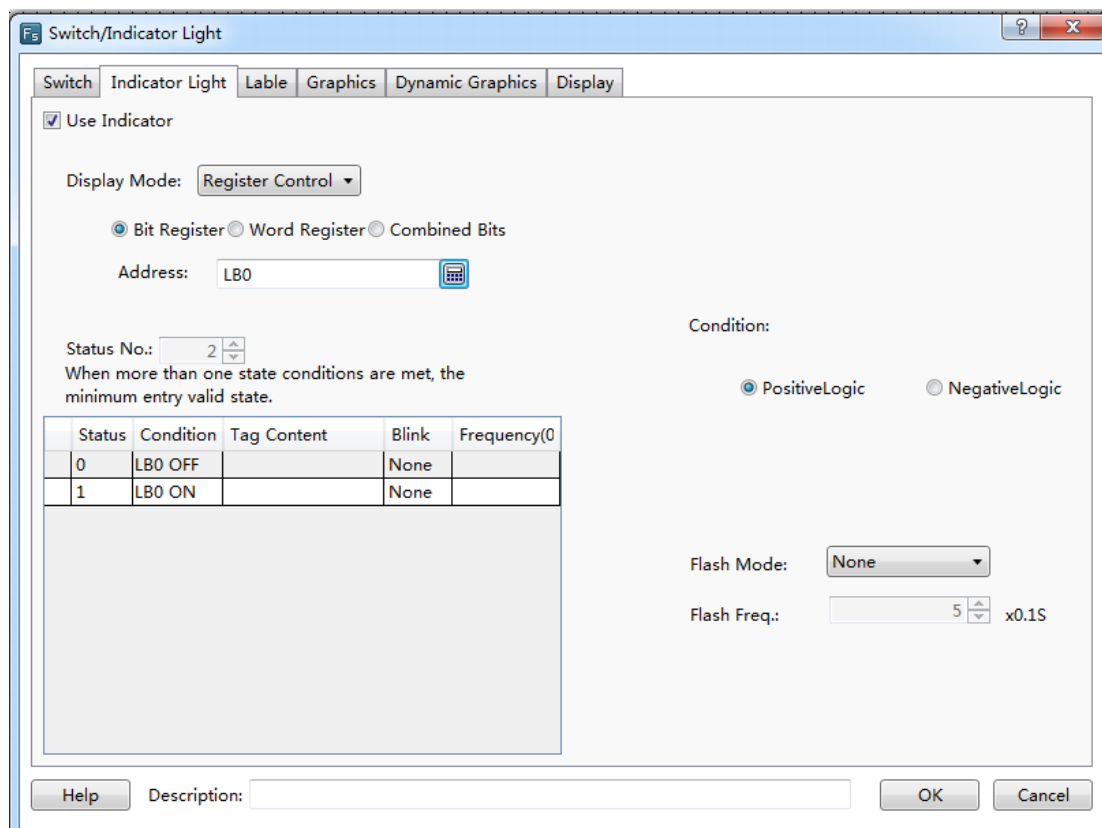 Fs Switch/Indicator Light
Switch Indicator Light Lable Graphics Dynamic Graphics Display
Use Indicator
Display Mode: Register Control
Bit Register Word Register Combined Bits
Address: LB0
Condition:
Status No.: 2
When more than one state conditions are met, the
minimum entry valid state.
PositiveLogic NegativeLogic
Status Condition Tag Content Blink Frequency(0
0 LB0 OFF None
1 LB0 ON None
Flash Mode: None
Flash Freq.: 5 x0.1S
Help Description: OK Cancel